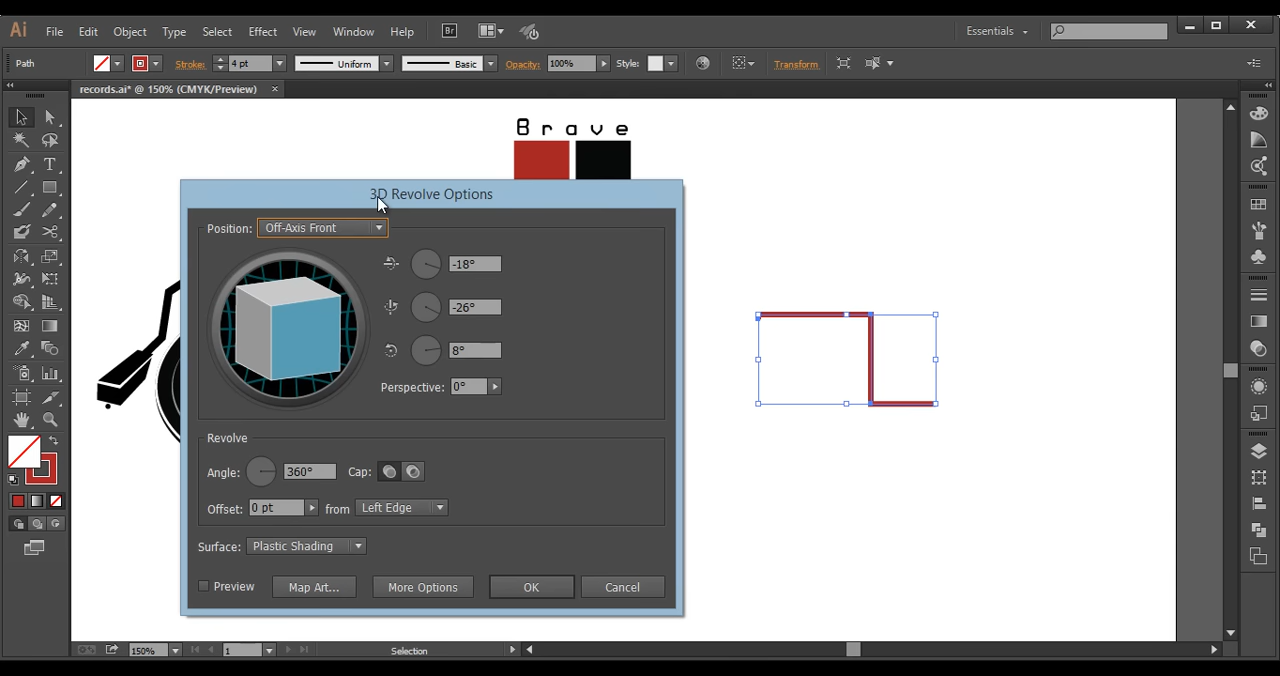 Ai File Edit Object Type Select Effect View Window Help Br Essentials
Path Stroke: 4 pt Uniform Basic Opacity: 100% Style: Transform
records.ai* @ 150% (CMYK/Preview) ×
Brave
3D Revolve Options
Position: Off-Axis Front
-18°
-26°
8°
Perspective: 0°
Revolve
Angle: 360° Cap:
Offset: 0 pt from Left Edge
Surface: Plastic Shading
Preview Map Art... More Options OK Cancel
150% 1 Selection